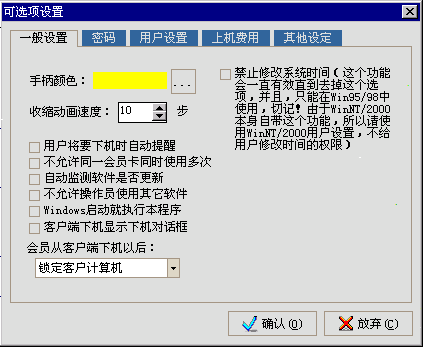 可选项设置
一般设置 密码 用户设置 上机费用 其他设定
手柄颜色： ...
收缩动画速度： 10 步
用户将要下机时自动提醒
不允许同一会员卡同时使用多次
自动监测软件是否更新
不允许操作员使用其它软件
Windows启动就执行本程序
客户端下机显示下机对话框
会员从客户端下机以后：
锁定客户计算机
禁止修改系统时间（这个功能
会一直有效直到去掉这个选
项，并且，只能在Win95/98中
使用，切记！由于WinNT/2000
本身自带这个功能，所以请使
用WinNT/2000用户设置，不给
用户修改时间的权限）
确认(O) 放弃(C)